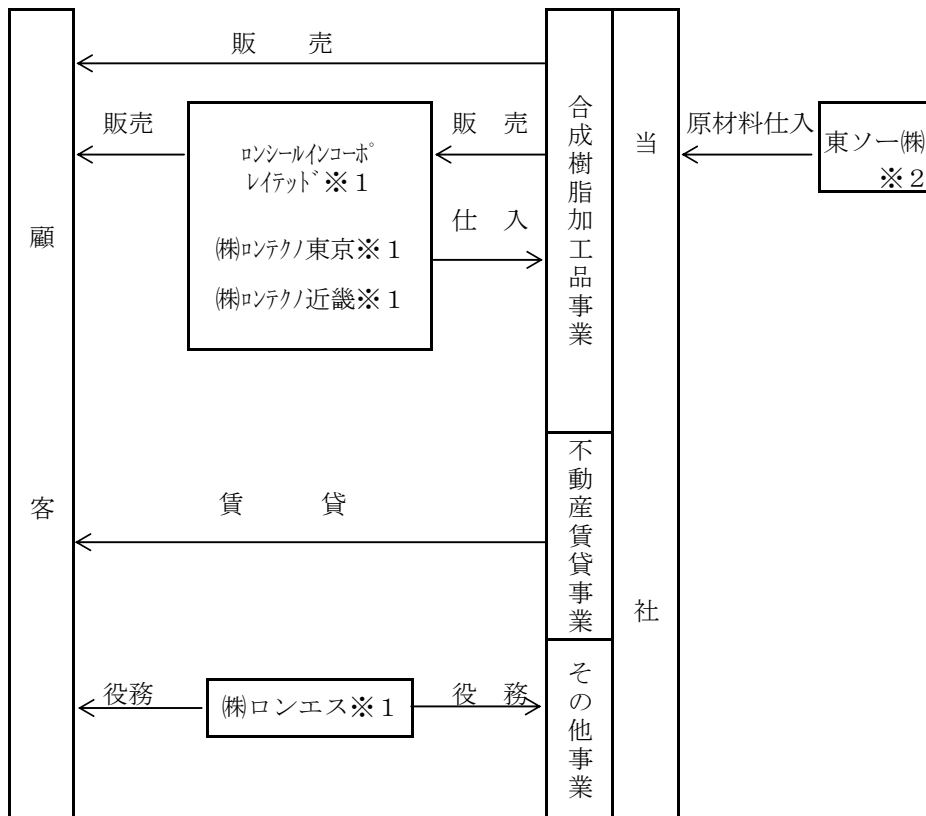 販　　売
販売
販　売
原材料仕入
東ソー㈱
※２
ﾛﾝｼｰﾙｲﾝｺｰﾎﾟ
ﾚｲﾃｯﾄﾞ※１
仕　入
㈱ﾛﾝﾃｸﾉ東京※１
㈱ﾛﾝﾃｸﾉ近畿※１
合成樹脂加工品事業
当　社
顧　客
賃　　貸
不動産賃貸事業
役務
㈱ロンエス※１
役　務
その他事業